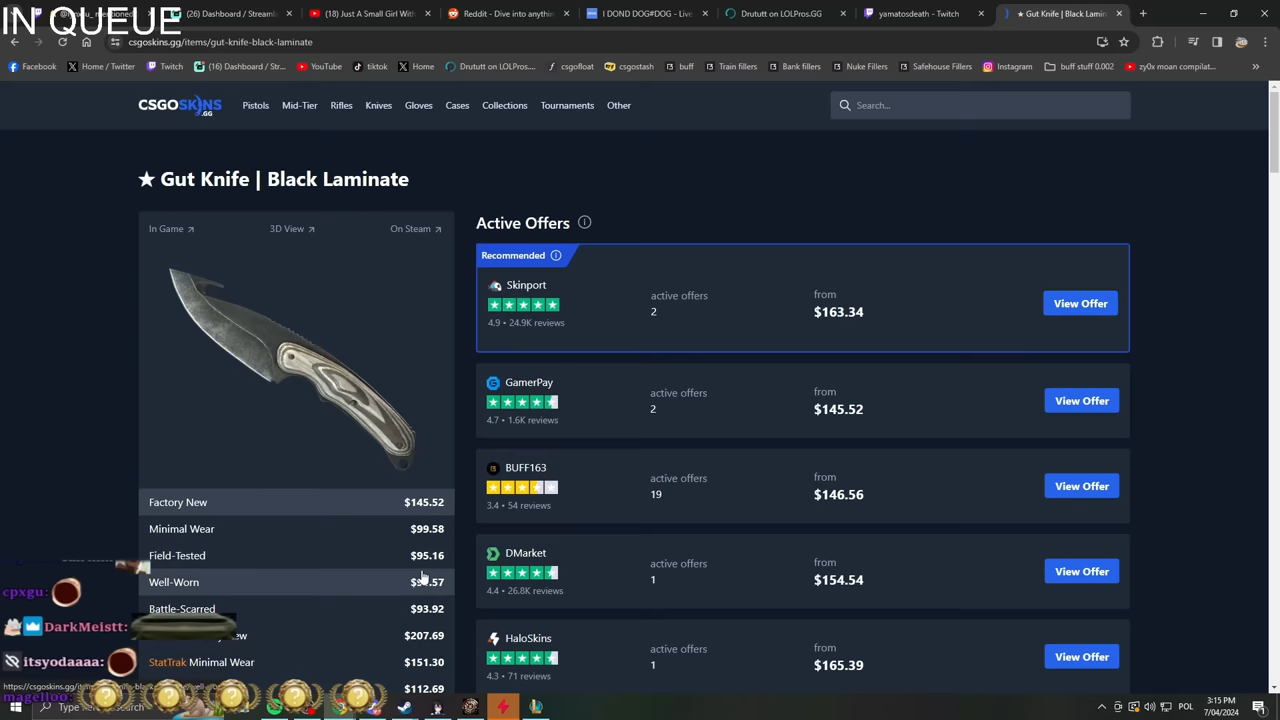 IN QUEUE
(16) Dashboard / Streamla
(18) Just A Small Girl With
Reddit - Dive into anythin
I DOND DOG#DOG - Live
Drututt on LOLPros.
yamatosdeath - Twitch
★ Gut Knife | Black Lamin
csgoskins.gg/items/gut-knife-black-laminate
Facebook
Home / Twitter
Twitch
(16) Dashboard / Str...
YouTube
tiktok
Home
Drututt on LOLPros....
csgofloat
csgostash
buff
Train fillers
Bank fillers
Nuke Fillers
Safehouse Fillers
Instagram
buff stuff 0.002
zy0x moan compilat...
CSGOSKINS
.GG
Pistols
Mid-Tier
Rifles
Knives
Gloves
Cases
Collections
Tournaments
Other
Search...
★ Gut Knife | Black Laminate
In Game
3D View
On Steam
Factory New $145.52
Minimal Wear $99.58
Field-Tested $95.16
Well-Worn
Battle-Scarred $93.92
$207.69
StatTrak Minimal Wear $151.30
Active Offers
Recommended
Skinport
4.9 • 24.9K reviews
active offers
2
from
$163.34
View Offer
GamerPay
4.7 • 1.6K reviews
active offers
2
from
$145.52
View Offer
BUFF163
3.4 • 54 reviews
active offers
19
from
$146.56
View Offer
DMarket
4.4 • 26.8K reviews
active offers
1
from
$154.54
View Offer
HaloSkins
4.3 • 71 reviews
active offers
1
from
$165.39
View Offer
cpxgu:
DarkMeistt:
itsyodaaaa:
magelloo:
POL
3:15 PM
7/04/2024